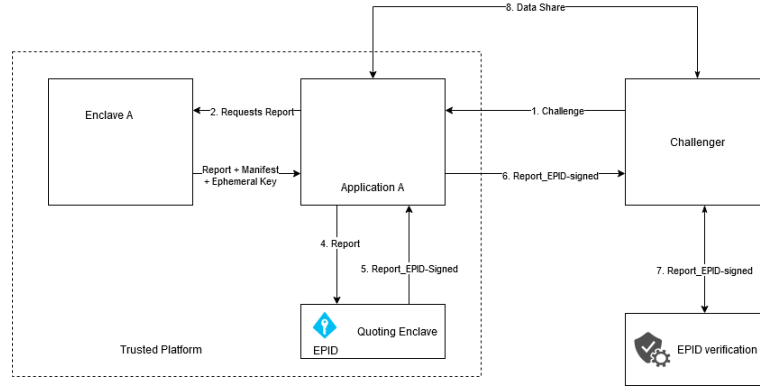 8. Data Share
Enclave A
2. Requests Report
1. Challenge
Challenger
Report + Manifest
+ Ephemeral Key
Application A
6. Report_EPID-signed
4. Report
5. Report_EPID-Signed
7. Report_EPID-signed
Quoting Enclave
EPID
EPID verification
Trusted Platform